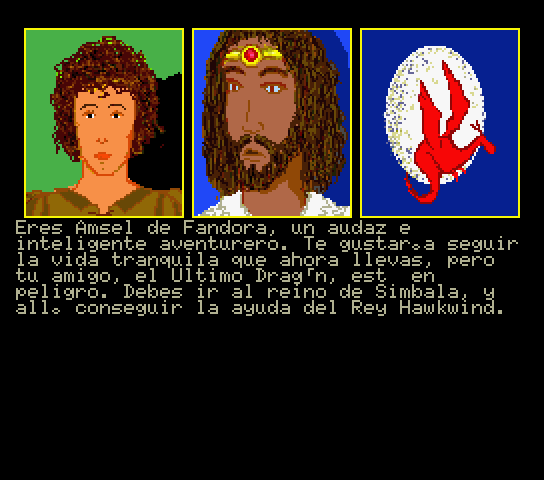 Eres Amsel de Fandora, un audaz e
inteligente aventurero. Te gustar.a seguir
la vida tranquila que ahora llevas, pero
tu amigo, el Ultimo Drag'n, est  en
peligro. Debes ir al reino de Simbala, y
all. conseguir la ayuda del Rey Hawkwind.